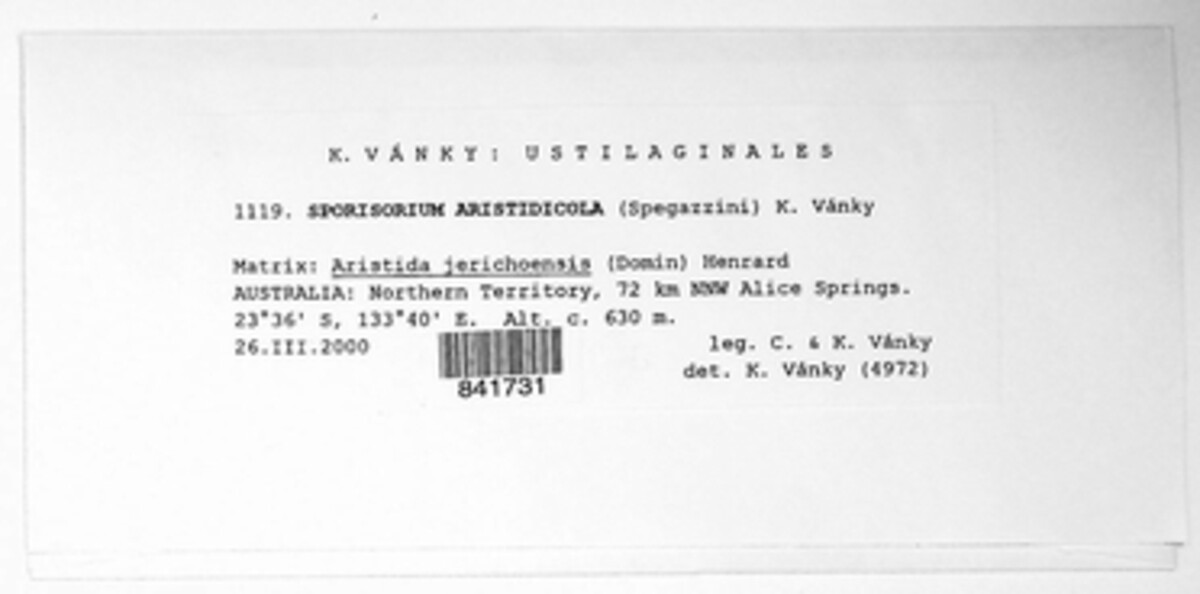 K. VÁNKY: USTILAGINALES
1119. SPORISORIUM ARISTIDICOLA (Spegazzini) K. Vánky
Matrix: Aristida jerichoensis (Domin) Henrard
AUSTRALIA: Northern Territory, 72 km NNW Alice Springs.
23°36' S, 133°40' E. Alt. c. 630 m.
26.III.2000
leg. C. & K. Vánky
det. K. Vánky (4972)
841731